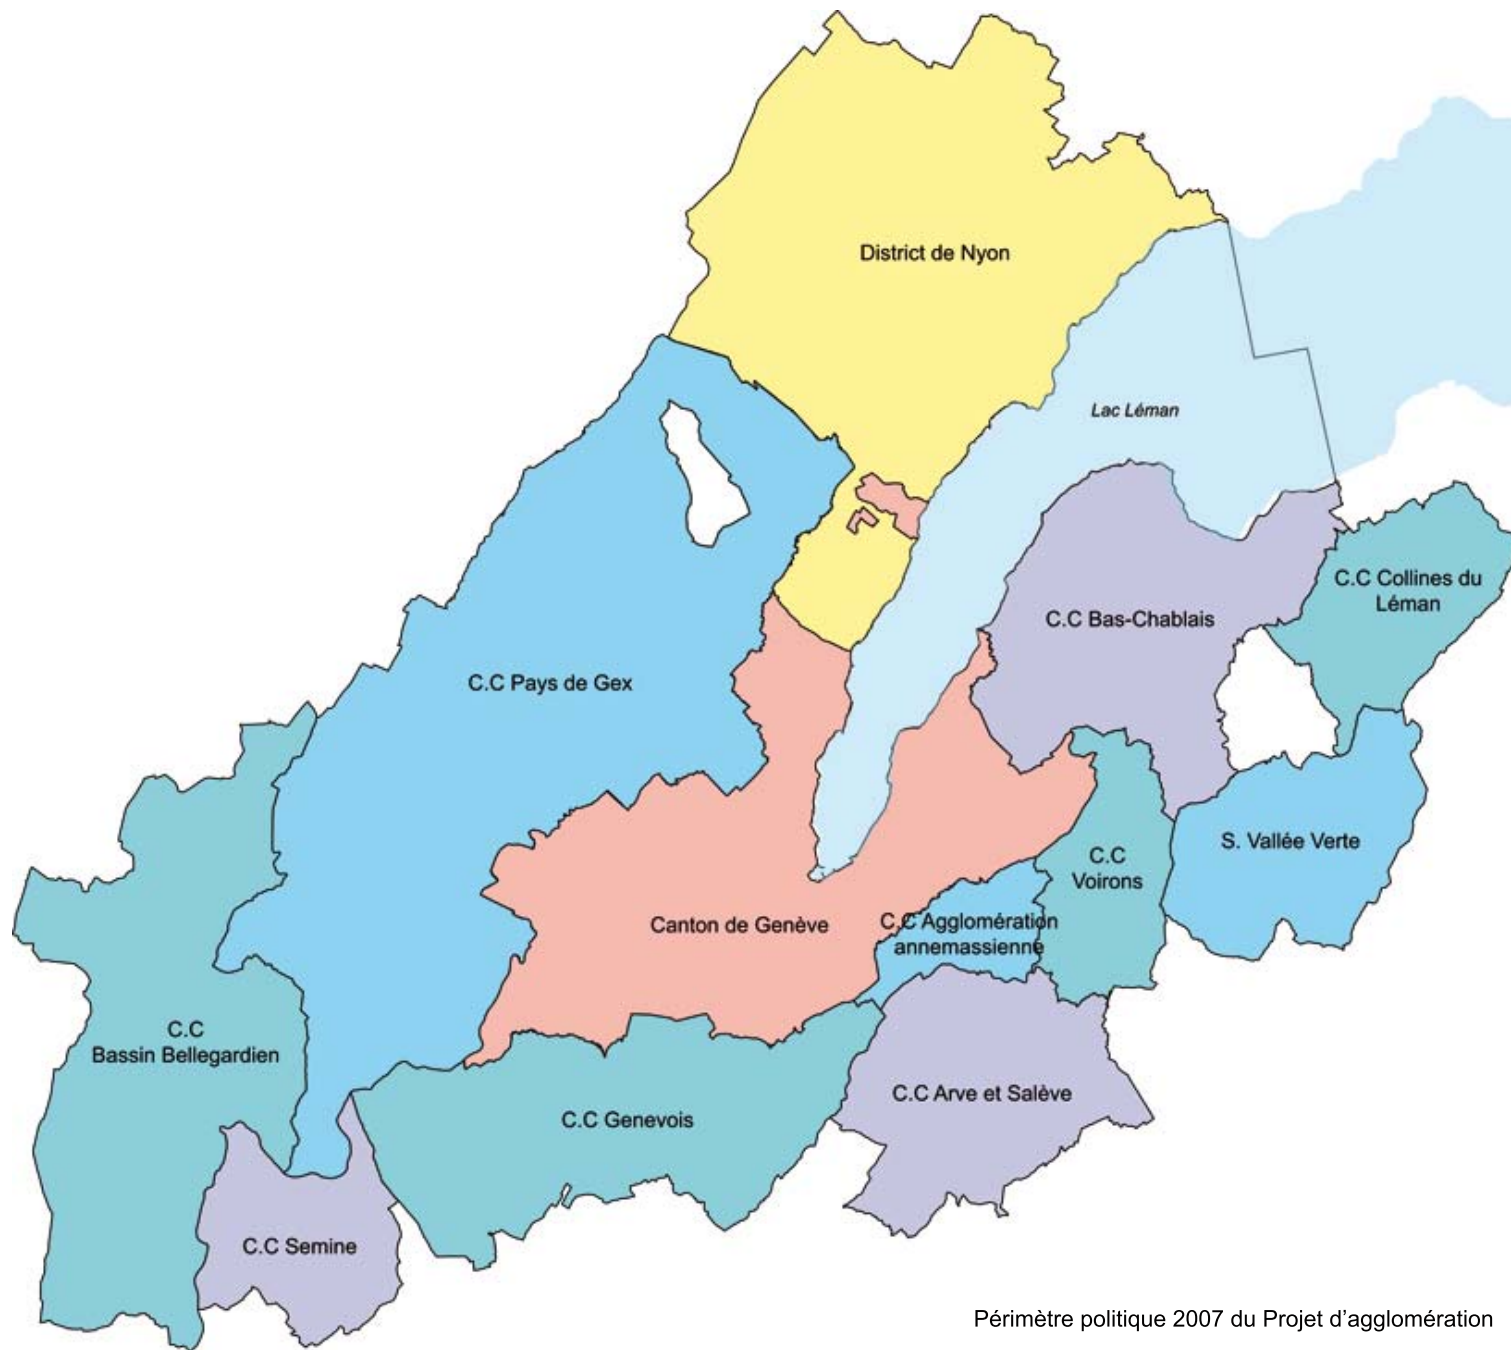 District de Nyon
Lac Léman
C.C Collines du
Léman
C.C Bas-Chablais
C.C Pays de Gex
S. Vallée Verte
C.C
Voirons
Canton de Genève
C.C Agglomération
annemassienne
C.C
Bassin Bellegardien
C.C Arve et Salève
C.C Genevois
C.C Semine
Périmètre politique 2007 du Projet d'agglomération